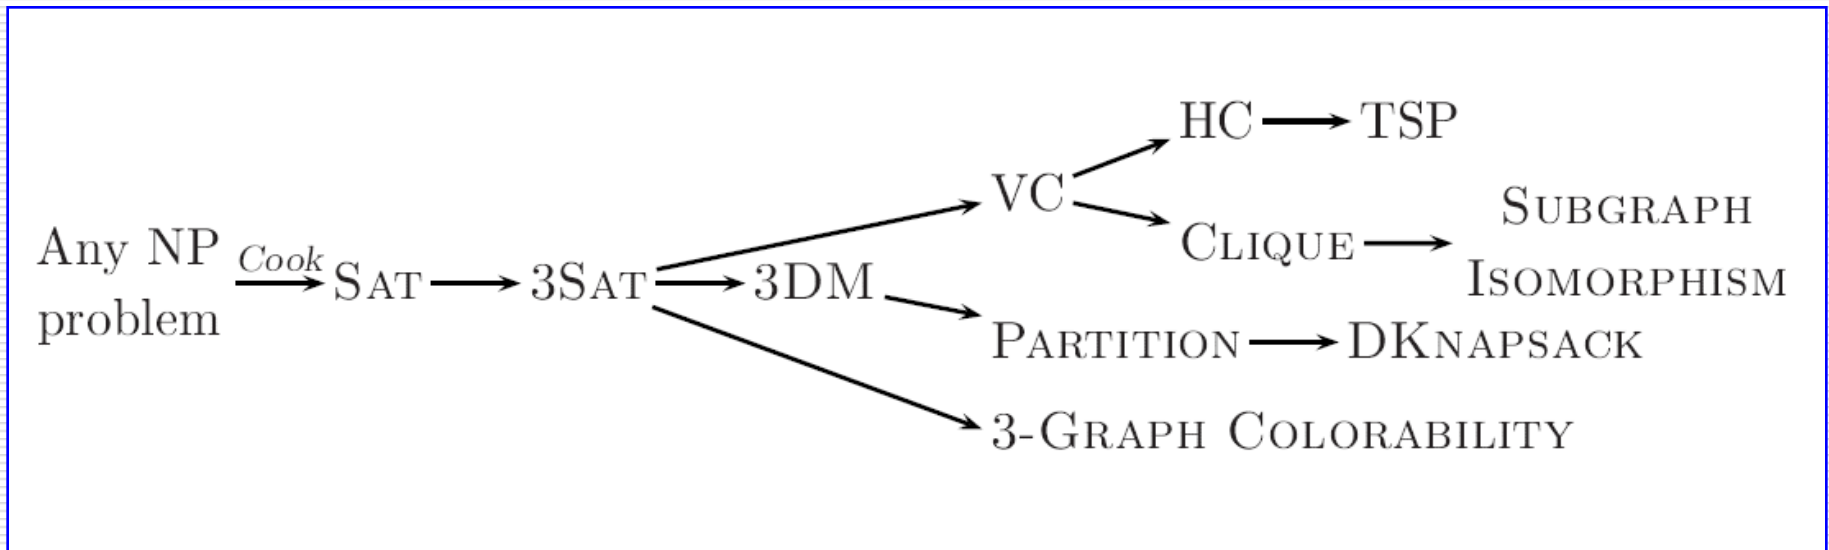 HC TSP
VC
SUBGRAPH
Any NP Cook SAT 3SAT 3DM CLIQUE ISOMORPHISM
problem
PARTITION DKNAPSACK
3-GRAPH COLORABILITY